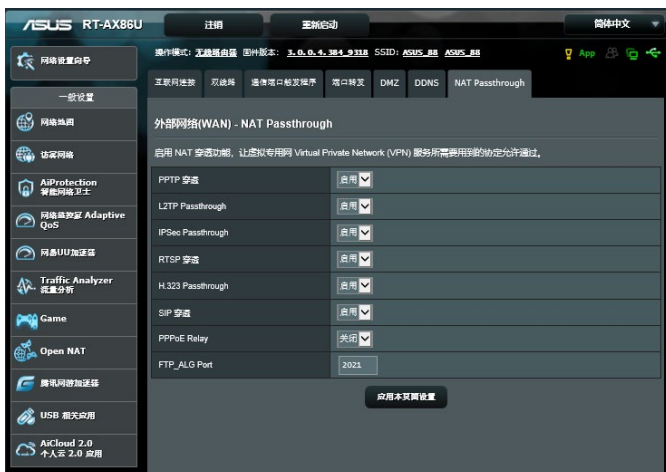 ASUS RT-AX86U 注销 重新启动 简体中文
操作模式: 无线路由器 固件版本: 3.0.0.4.384_9318 SSID: ASUS_88 ASUS_88 App
网络设置向导
互联网连接 双线路 通信端口触发程序 端口转发 DMZ DDNS NAT Passthrough
一般设置
网络地图
访客网络
AiProtection
智能网络卫士
网络监控家 Adaptive
QoS
网易UU加速器
Traffic Analyzer
流量分析
Game
Open NAT
腾讯网游加速器
USB 相关应用
AiCloud 2.0
个人云 2.0 应用
外部网络(WAN) - NAT Passthrough
启用 NAT 穿透功能，让虚拟专用网 Virtual Private Network (VPN) 服务所需要用到的协定允许通过。
PPTP 穿透 启用
L2TP Passthrough 启用
IPSec Passthrough 启用
RTSP 穿透 启用
H.323 Passthrough 启用
SIP 穿透 启用
PPPoE Relay 关闭
FTP_ALG Port 2021
应用本页面设置